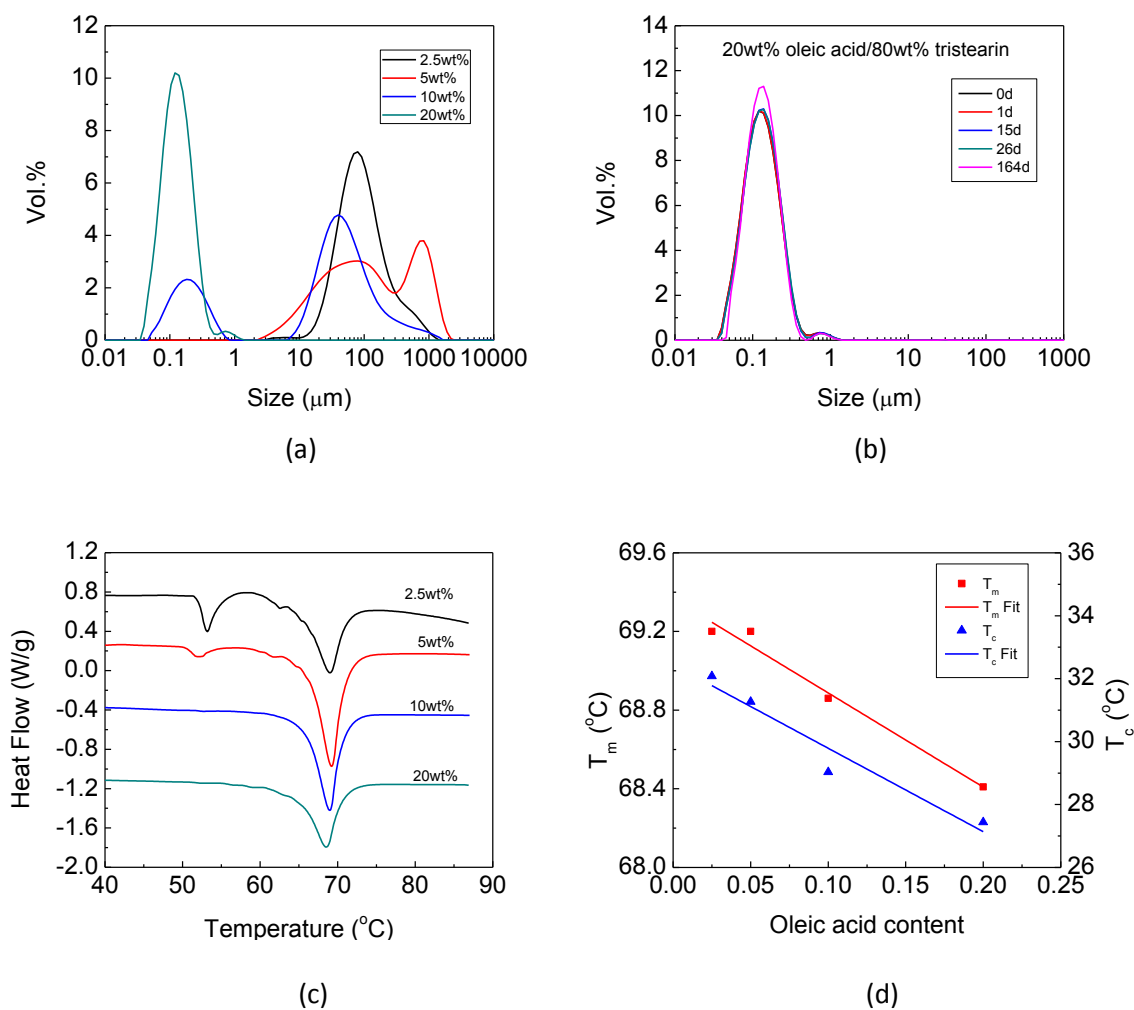 12
10
8
6
4
2
0
Vol.%
0.01 0.1 1 10 100 1000 10000
Size (μm)
2.5wt%
5wt%
10wt%
20wt%
(a)
14
12
10
8
6
4
2
0
Vol.%
0.01 0.1 1 10 100 1000
Size (μm)
20wt% oleic acid/80wt% tristearin
0d
1d
15d
26d
164d
(b)
1.2
0.8
0.4
0.0
-0.4
-0.8
-1.2
-1.6
-2.0
Heat Flow (W/g)
40 50 60 70 80 90
Temperature (°C)
2.5wt%
5wt%
10wt%
20wt%
(c)
69.6
69.2
68.8
68.4
68.0
T_m (°C)
36
34
32
30
28
26
T_c (°C)
0.00 0.05 0.10 0.15 0.20 0.25
Oleic acid content
T_m
T_m Fit
T_c
T_c Fit
(d)